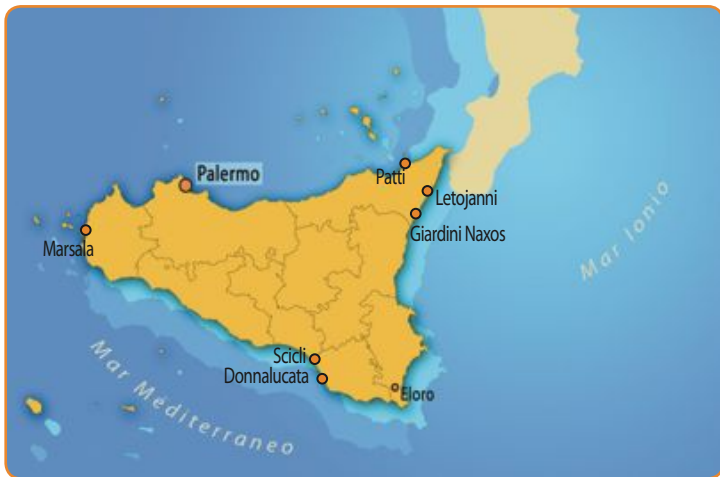 Palermo
Patti
Letojanni
Giardini Naxos
Marsala
Mar Ionio
Scicli
Donnalucata
Eloro
Mar Mediterraneo